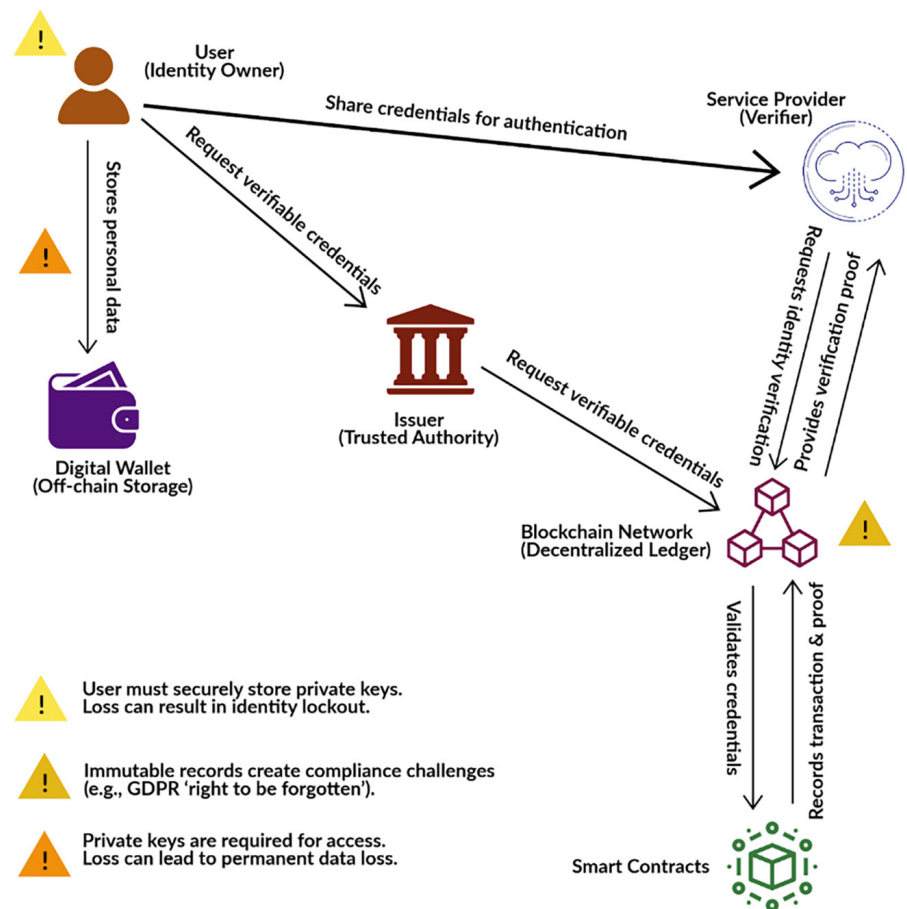 !
User
(Identity Owner)
Share credentials for authentication
Service Provider
(Verifier)
Request verifiable credentials
Stores personal data
!
Requests identity verification
Provides verification proof
Issuer
(Trusted Authority)
Request verifiable credentials
Digital Wallet
(Off-chain Storage)
Blockchain Network
(Decentralized Ledger)
!
Validates credentials
Records transaction & proof
! User must securely store private keys.
Loss can result in identity lockout.
! Immutable records create compliance challenges
(e.g., GDPR ‘right to be forgotten’).
! Private keys are required for access.
Loss can lead to permanent data loss.
Smart Contracts